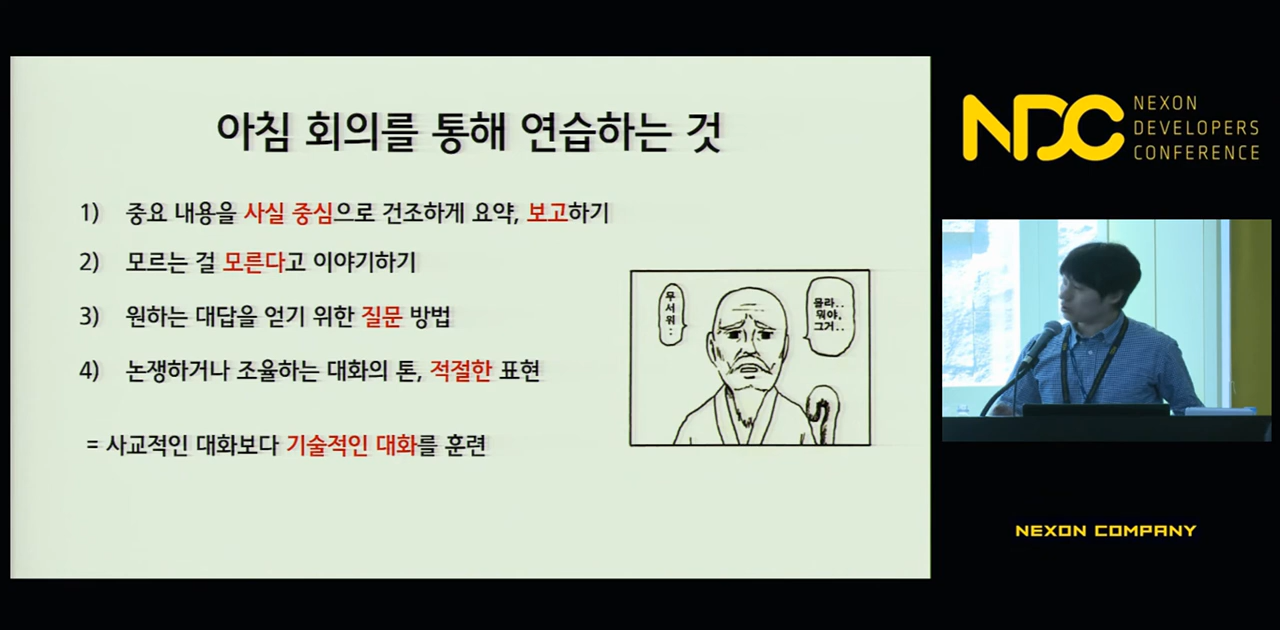 아침 회의를 통해 연습하는 것
1) 중요 내용을 사실 중심으로 건조하게 요약, 보고하기
2) 모르는 걸 모른다고 이야기하기
3) 원하는 대답을 얻기 위한 질문 방법
4) 논쟁하거나 조율하는 대화의 톤, 적절한 표현
= 사교적인 대화보다 기술적인 대화를 훈련
무
서
워
:
몰라..
뭐야,
그거..
NDC
NEXON
DEVELOPERS
CONFERENCE
NEXON COMPANY